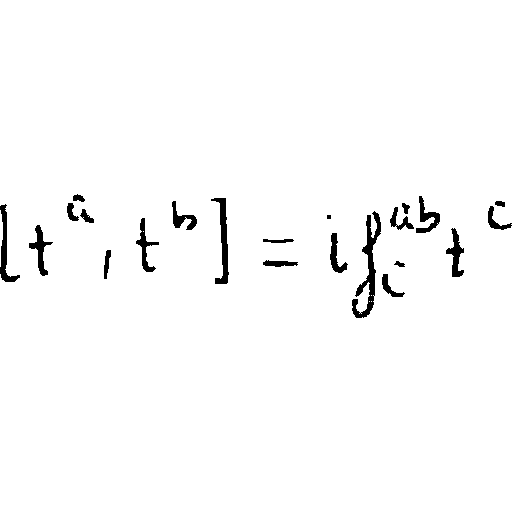 [t^a, t^b] = i f^{ab}_c t^c